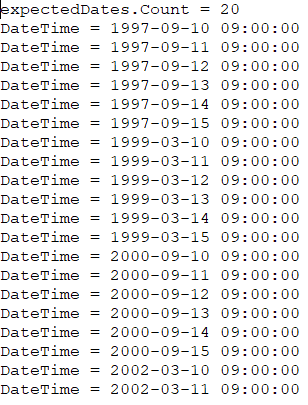 expectedDates.Count = 20
DateTime = 1997-09-10 09:00:00
DateTime = 1997-09-11 09:00:00
DateTime = 1997-09-12 09:00:00
DateTime = 1997-09-13 09:00:00
DateTime = 1997-09-14 09:00:00
DateTime = 1997-09-15 09:00:00
DateTime = 1999-03-10 09:00:00
DateTime = 1999-03-11 09:00:00
DateTime = 1999-03-12 09:00:00
DateTime = 1999-03-13 09:00:00
DateTime = 1999-03-14 09:00:00
DateTime = 1999-03-15 09:00:00
DateTime = 2000-09-10 09:00:00
DateTime = 2000-09-11 09:00:00
DateTime = 2000-09-12 09:00:00
DateTime = 2000-09-13 09:00:00
DateTime = 2000-09-14 09:00:00
DateTime = 2000-09-15 09:00:00
DateTime = 2002-03-10 09:00:00
DateTime = 2002-03-11 09:00:00